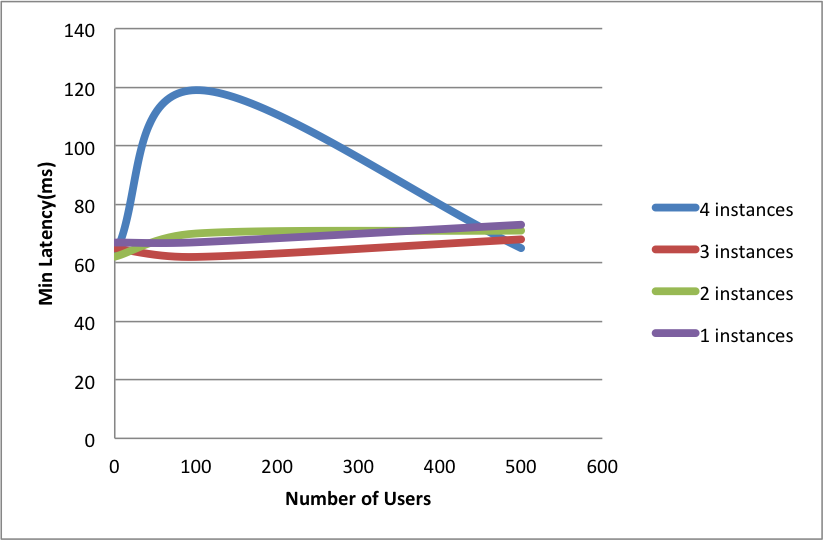 140
120
100
80
60
40
20
0
Min Latency(ms)
0 100 200 300 400 500 600
Number of Users
4 instances
3 instances
2 instances
1 instances